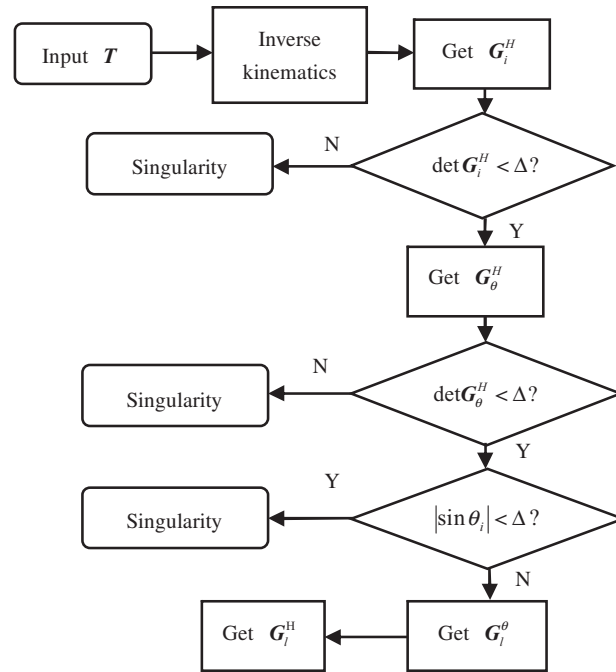 Input T
Inverse
kinematics
Get G_i^H
N
Singularity
det G_i^H < Δ?
Y
Get G_θ^H
N
Singularity
det G_θ^H < Δ?
Y
Y
Singularity
|sin θ_i| < Δ?
N
Get G_l^H
Get G_l^θ